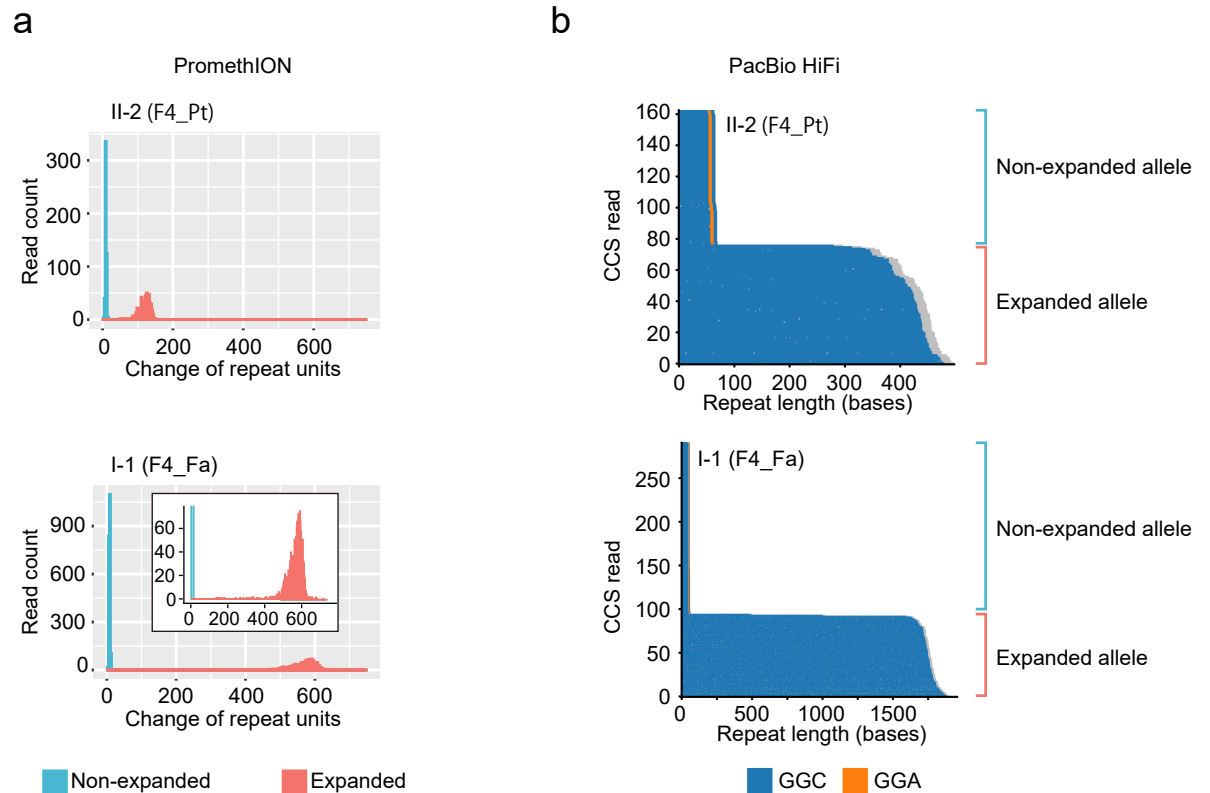 a
PromethION
II-2 (F4_Pt)
300
200
100
0
Read count
0 200 400 600
Change of repeat units
I-1 (F4_Fa)
900
600
300
0
Read count
60
40
20
0
0 200 400 600
0 200 400 600
Change of repeat units
Non-expanded Expanded
b
PacBio HiFi
II-2 (F4_Pt)
160
140
120
100
80
60
40
20
0
CCS read
0 100 200 300 400
Repeat length (bases)
Non-expanded allele
Expanded allele
I-1 (F4_Fa)
250
200
150
100
50
0
CCS read
0 500 1000 1500
Repeat length (bases)
Non-expanded allele
Expanded allele
GGC GGA